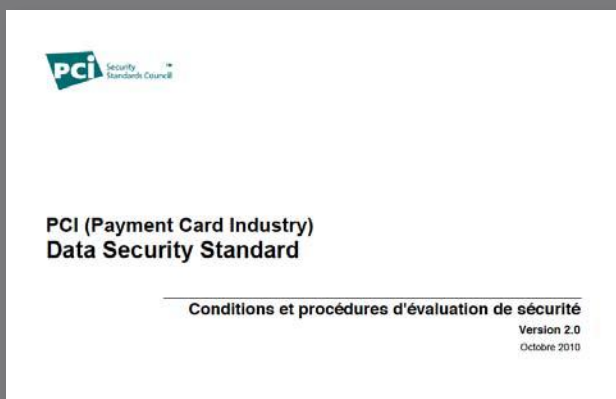 PCI Security
Standards Council
PCI (Payment Card Industry)
Data Security Standard
Conditions et procédures d'évaluation de sécurité
Version 2.0
Octobre 2010